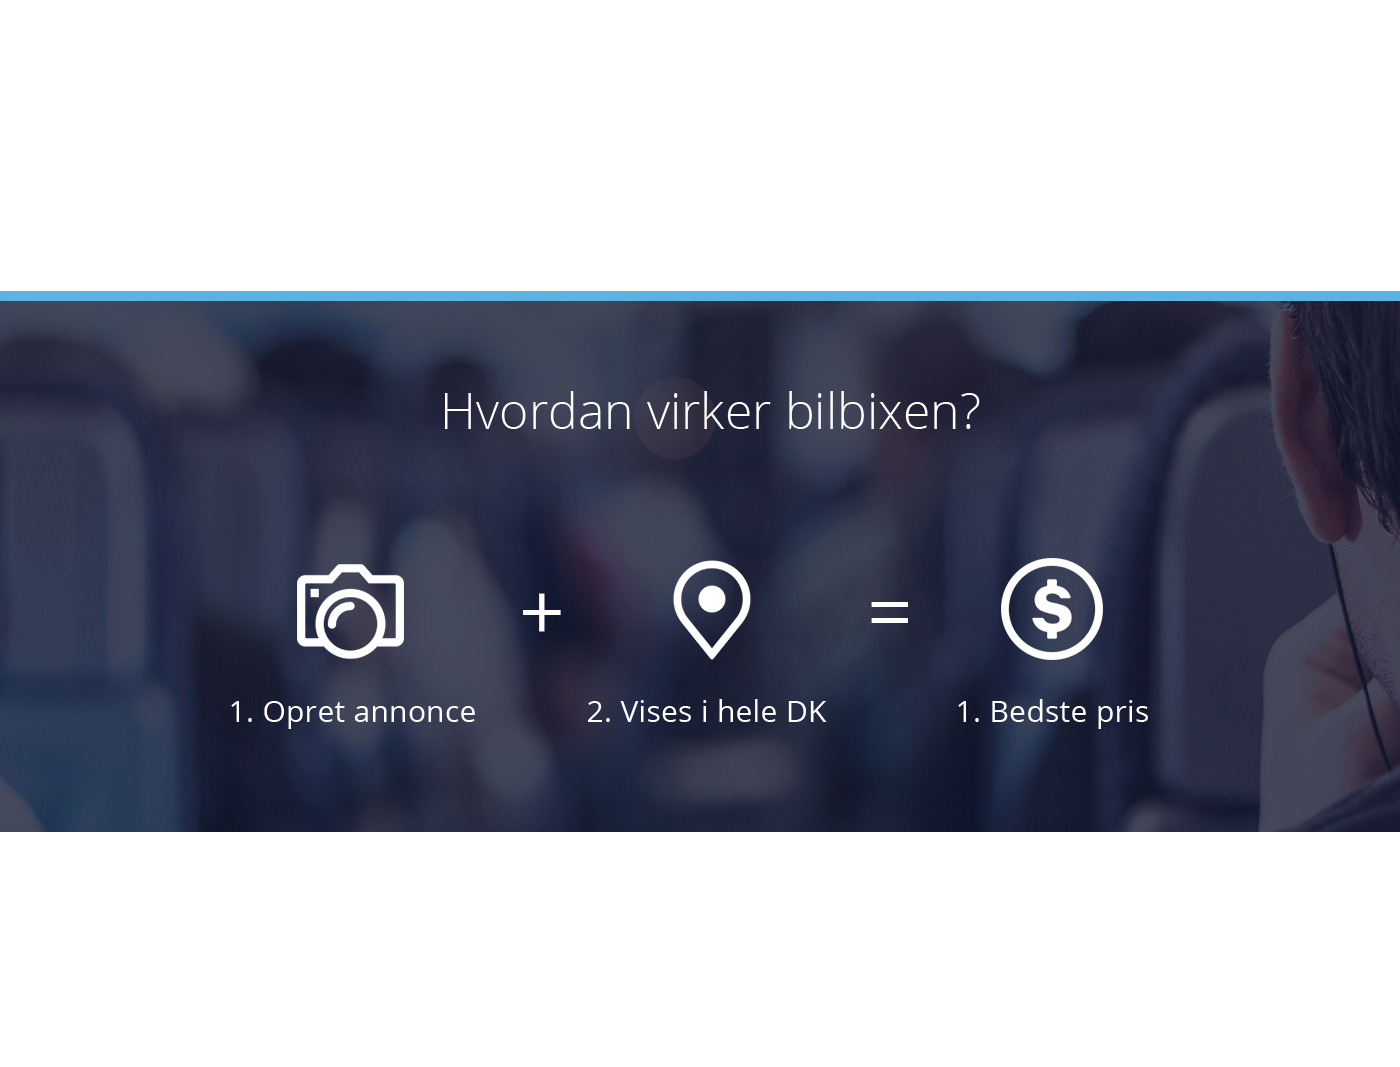 Hvordan virker bilbixen?
+
=
1. Opret annonce
2. Vises i hele DK
1. Bedste pris